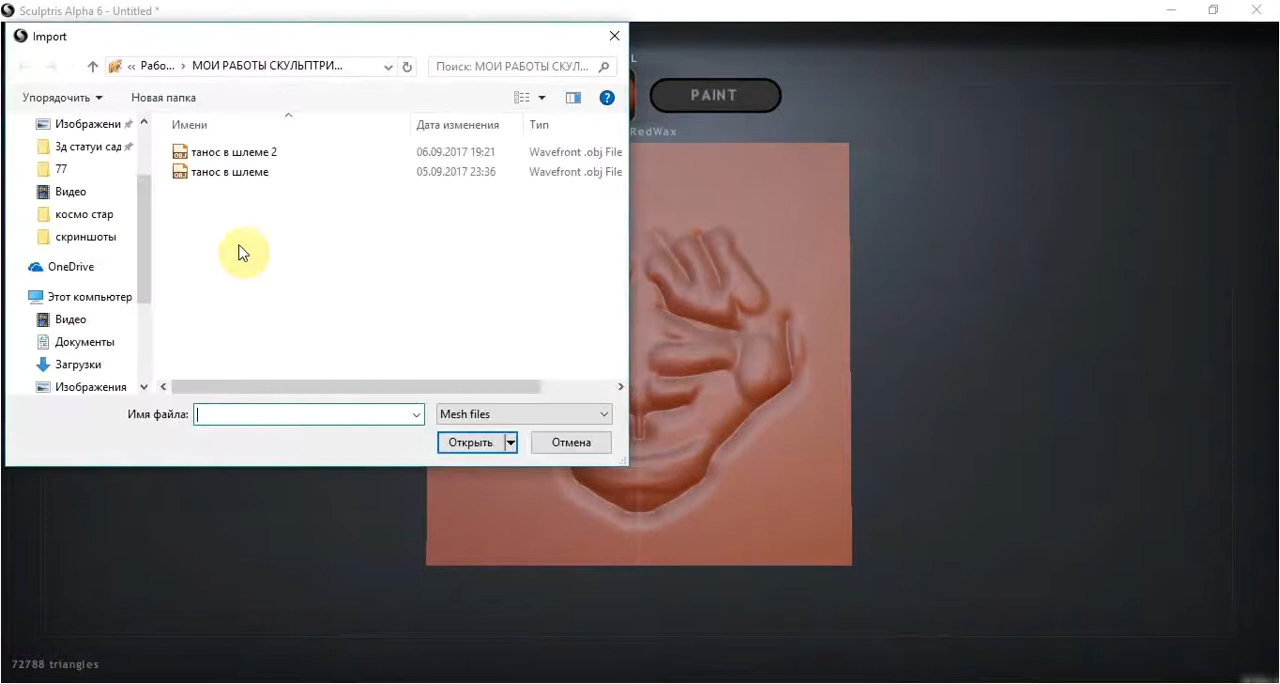 Sculptris Alpha 6 - Untitled *
Import
« Рабо... › МОИ РАБОТЫ СКУЛЬПТРИ...
Поиск: МОИ РАБОТЫ СКУЛ...
L
PAINT
RedWax
Упорядочить
Новая папка
Имени
Дата изменения
Тип
Изображени
3д статуи сад
77
Видео
космо стар
скриншоты
OneDrive
Этот компьютер
Видео
Документы
Загрузки
Изображения
танос в шлеме 2
06.09.2017 19:21
Wavefront .obj File
танос в шлеме
05.09.2017 23:36
Wavefront .obj File
Имя файла:
Mesh files
Открыть
Отмена
72788 triangles